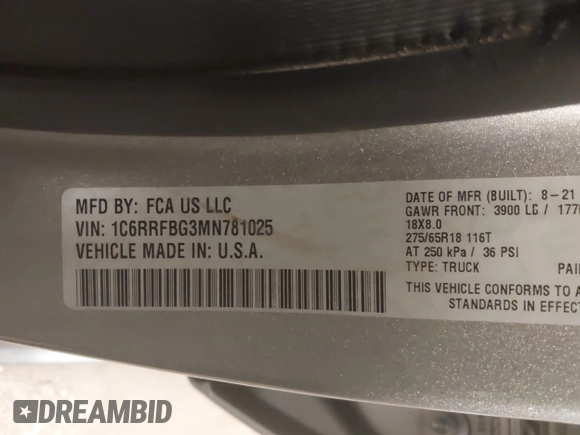 MFD BY: FCA US LLC
VIN: 1C6RRFBG3MN781025
VEHICLE MADE IN: U.S.A.
DATE OF MFR (BUILT): 8-21
GAWR FRONT: 3900 LB / 177
18X8.0
275/65R18 116T
AT 250 kPa / 36 PSI
TYPE: TRUCK
PAI
THIS VEHICLE CONFORMS TO A
STANDARDS IN EFFECT
DREAMBID